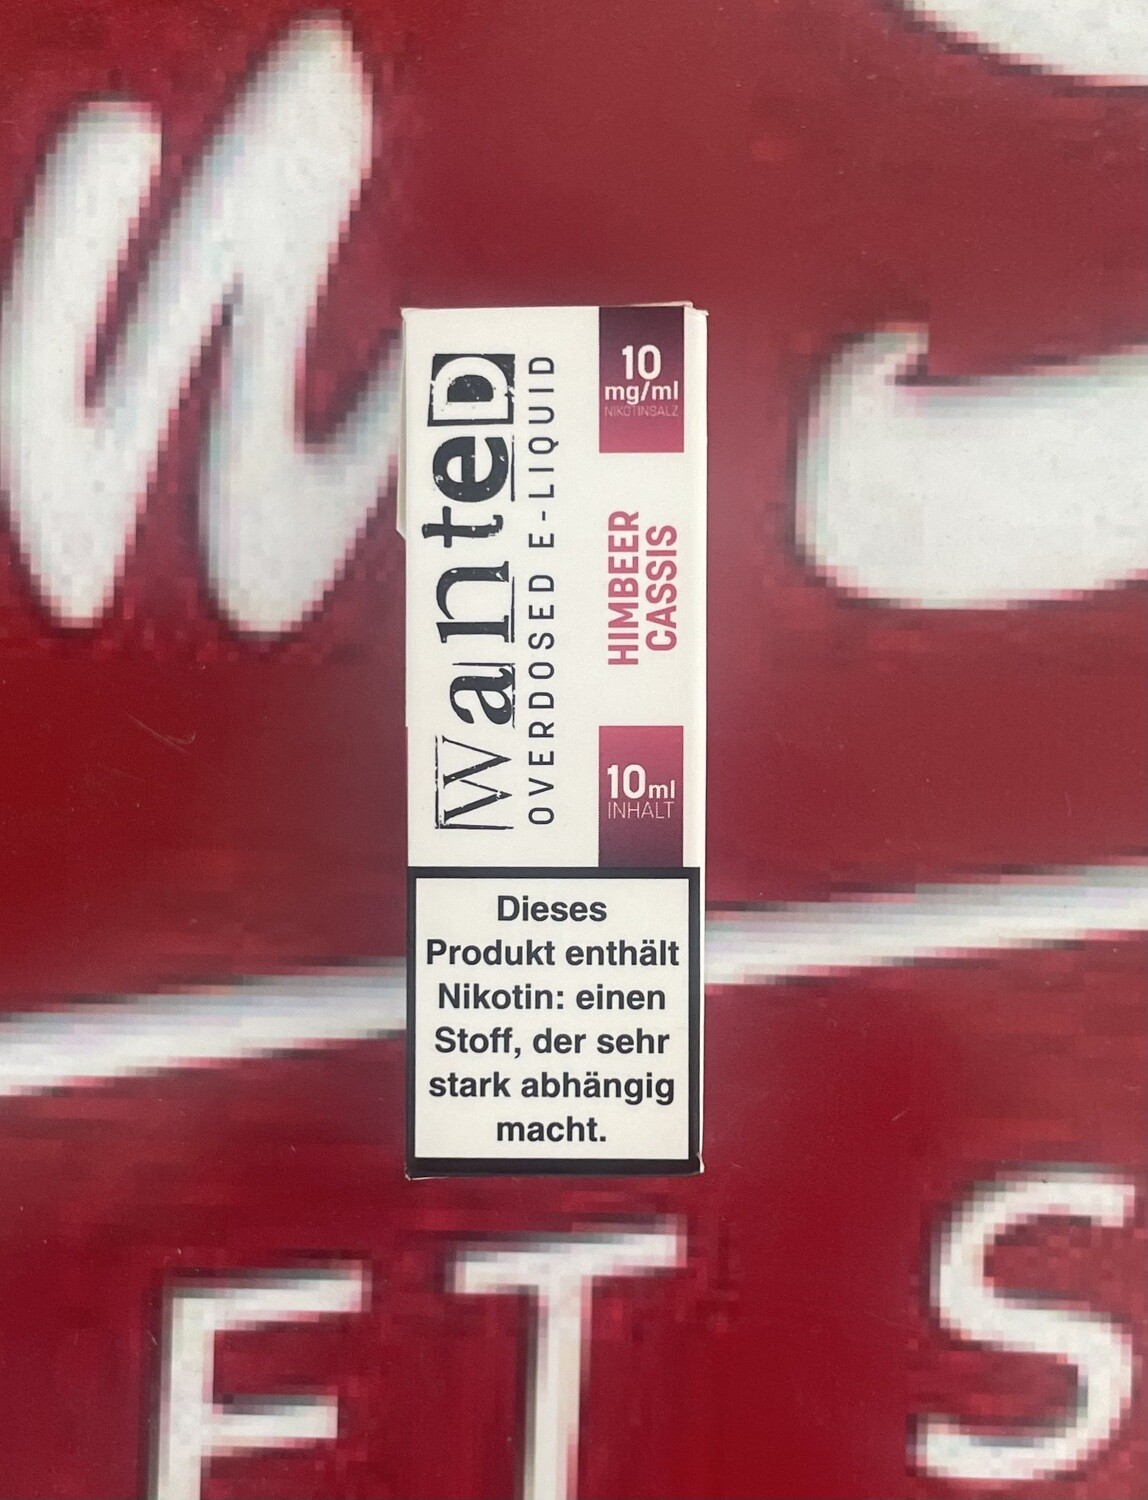 WanteD
OVERDOSED E-LIQUID
10
mg/ml
NIKOTINSALZ
HIMBEER
CASSIS
10ml
INHALT
Dieses
Produkt enthält
Nikotin: einen
Stoff, der sehr
stark abhängig
macht.